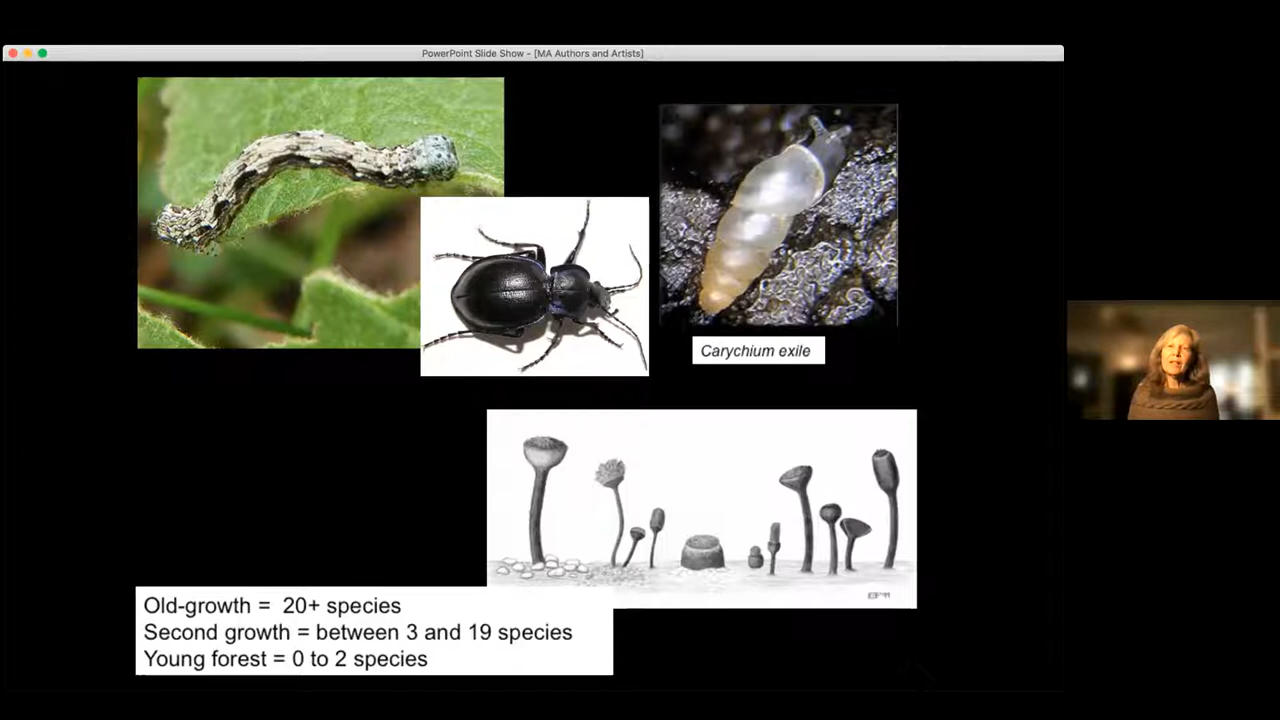 PowerPoint Slide Show - [MA Authors and Artists]
Carychium exile
Old-growth = 20+ species
Second growth = between 3 and 19 species
Young forest = 0 to 2 species